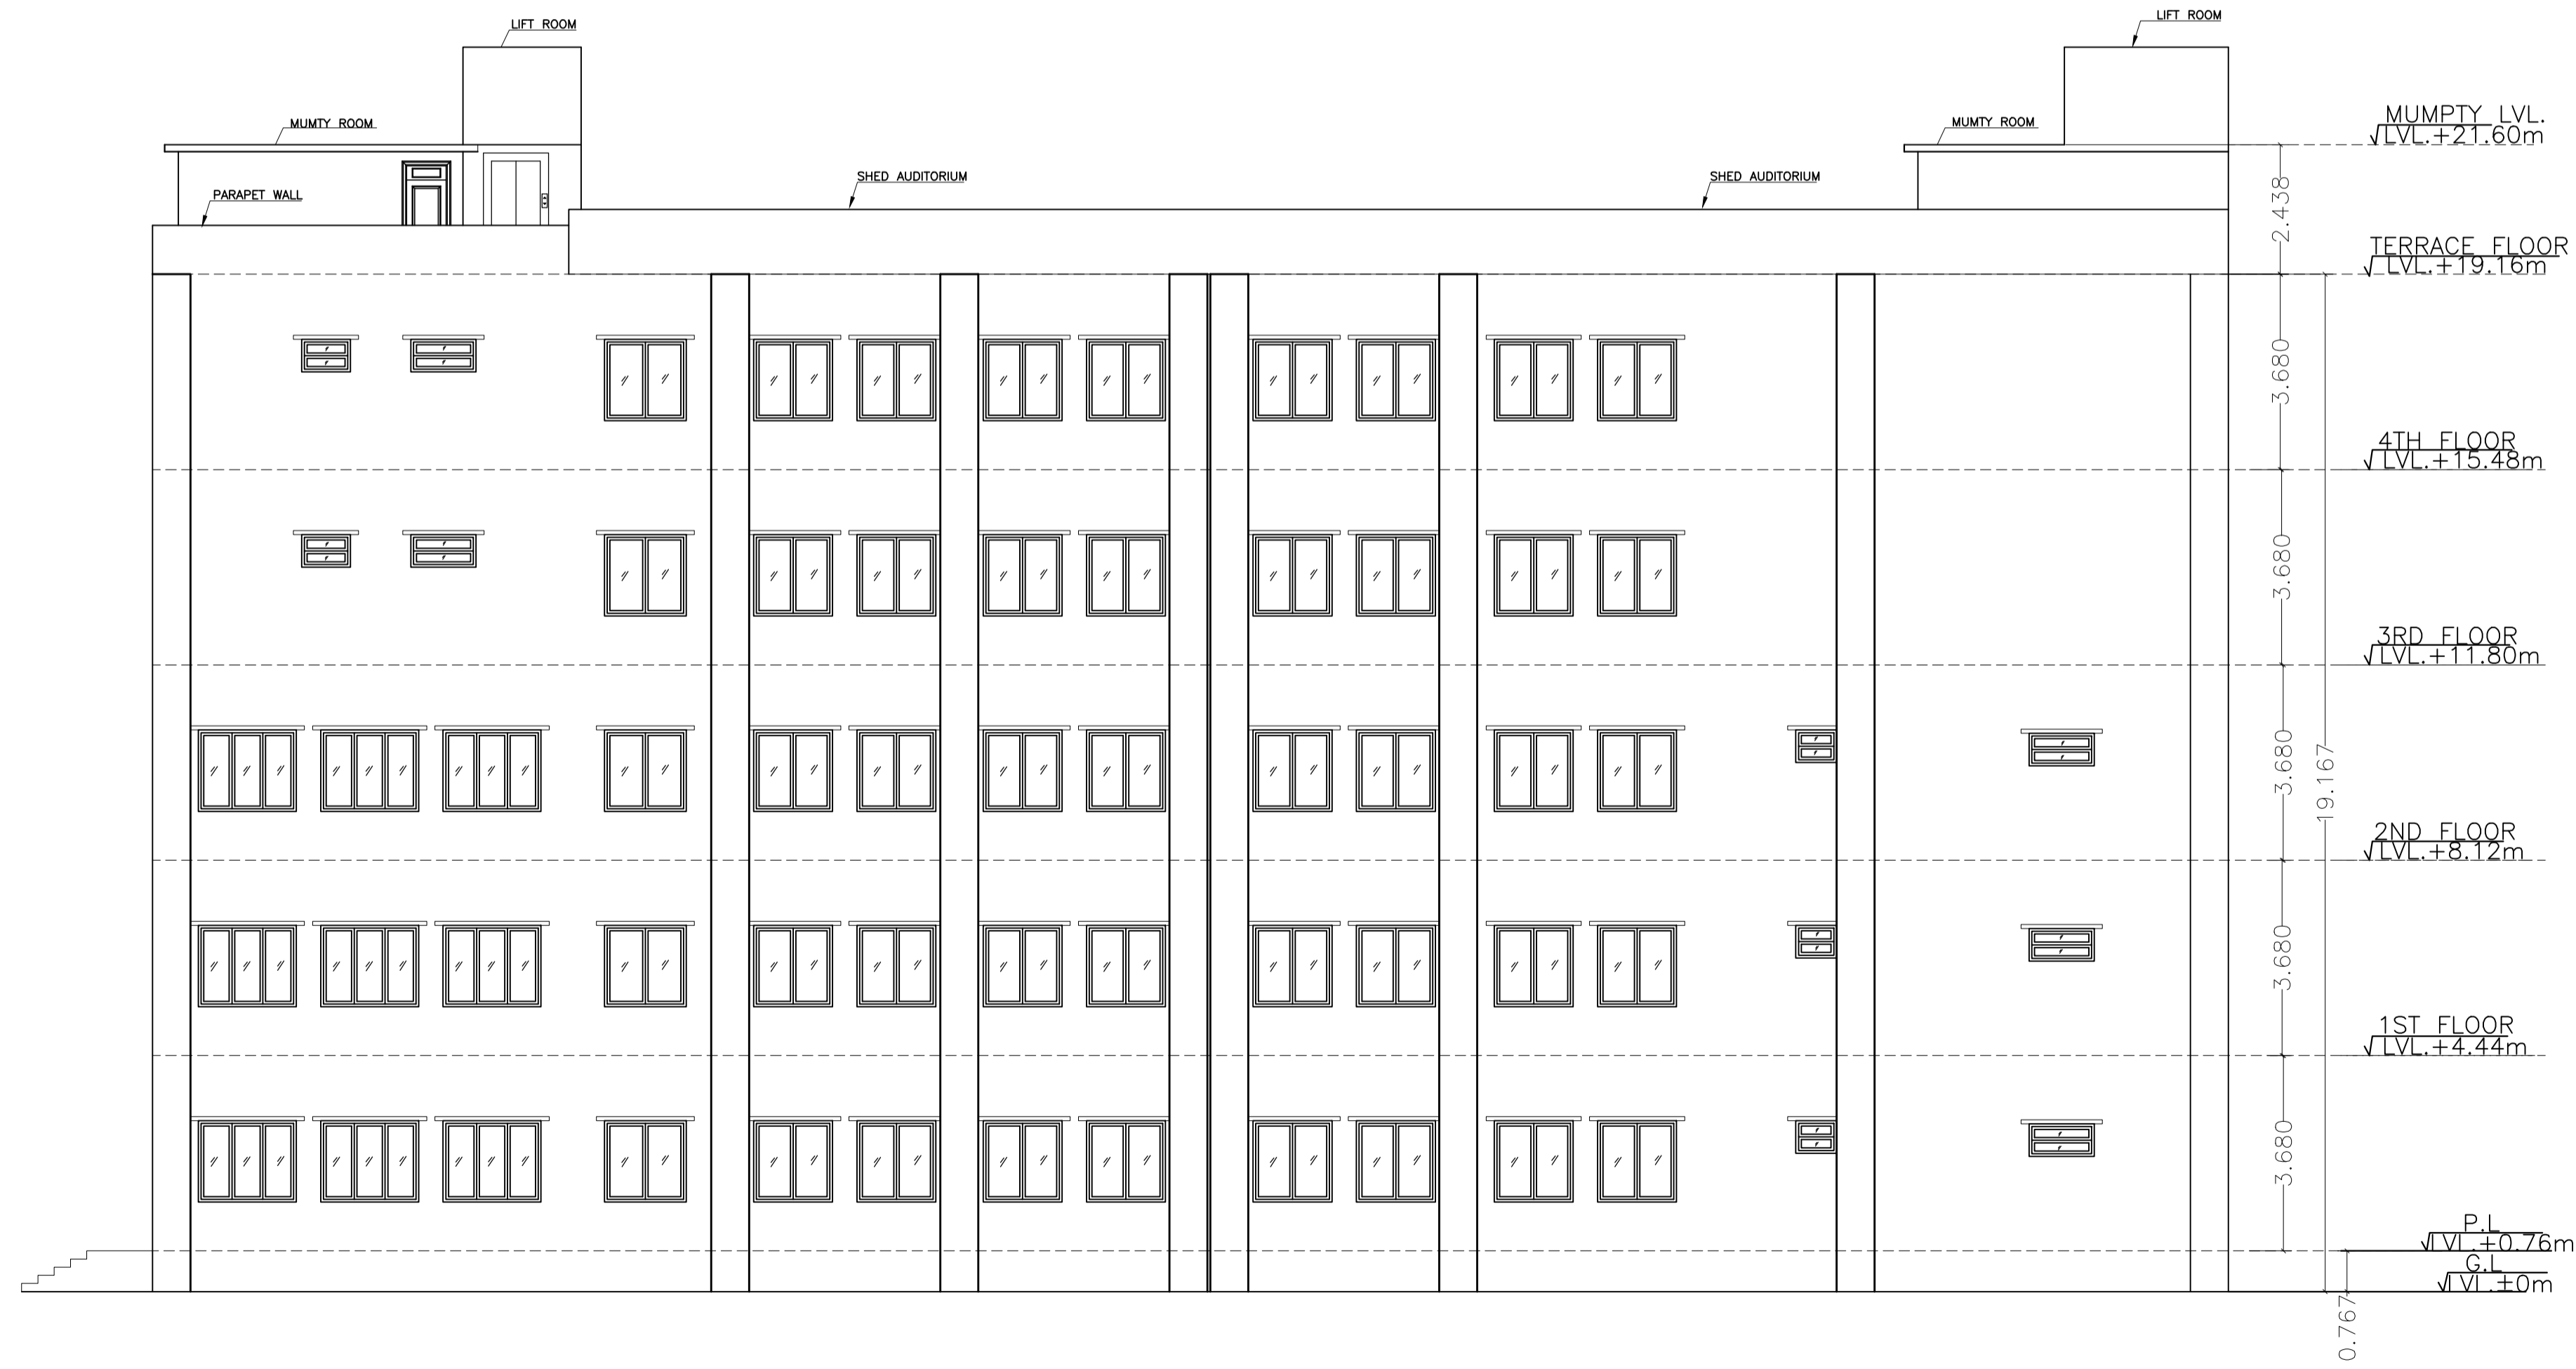 LIFT ROOM
LIFT ROOM
MUMTY ROOM
MUMTY ROOM
MUMPTY LVL.
LVL.+21.60m
PARAPET WALL
SHED AUDITORIUM
SHED AUDITORIUM
2.438
TERRACE FLOOR
LVL.+19.16m
3.680
4TH FLOOR
LVL.+15.48m
3.680
3RD FLOOR
LVL.+11.80m
3.680
19.167
2ND FLOOR
LVL.+8.12m
3.680
1ST FLOOR
LVL.+4.44m
3.680
P.L
LVL.+0.76m
G.L
LVL.±0m
0.767